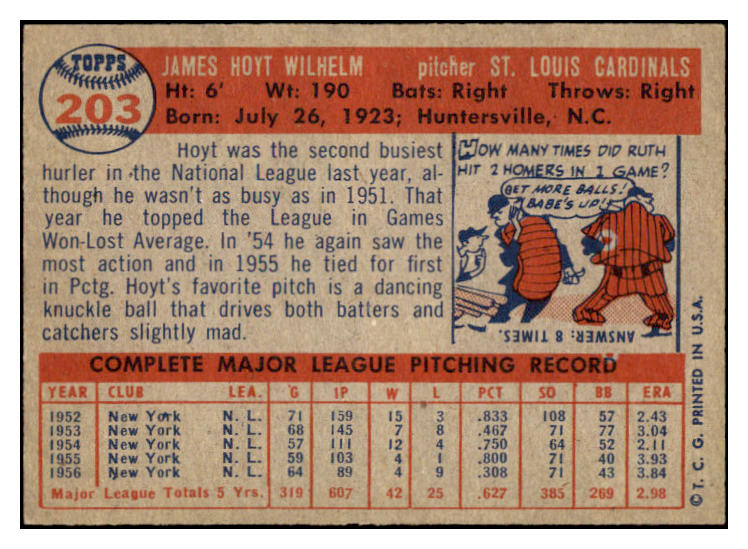 TOPPS
203
JAMES HOYT WILHELM pitcher ST. LOUIS CARDINALS
Ht: 6' Wt: 190 Bats: Right Throws: Right
Born: July 26, 1923; Huntersville, N.C.
Hoyt was the second busiest
hurler in the National League last year, al-
though he wasn't as busy as in 1951. That
year he topped the League in Games
Won-Lost Average. In '54 he again saw the
most action and in 1955 he tied for first
in Pctg. Hoyt's favorite pitch is a dancing
knuckle ball that drives both batters and
catchers slightly mad.
HOW MANY TIMES DID RUTH
HIT 2 HOMERS IN 1 GAME?
GET MORE BALLS!
BABE'S UP!
2
ANSWER: 8 TIMES.
COMPLETE MAJOR LEAGUE PITCHING RECORD
YEAR CLUB LEA. G IP W L PCT SO BB ERA
1952 New York N. L. 71 159 15 3 .833 108 57 2.43
1953 New York N. L. 68 145 7 8 .467 71 77 3.04
1954 New York N. L. 57 111 12 4 .750 64 52 2.11
1955 New York N. L. 59 103 4 1 .800 71 40 3.93
1956 New York N. L. 64 89 4 9 .308 71 43 3.84
Major League Totals 5 Yrs. 319 607 42 25 .627 385 269 2.98
© T. C. G. PRINTED IN U.S.A.